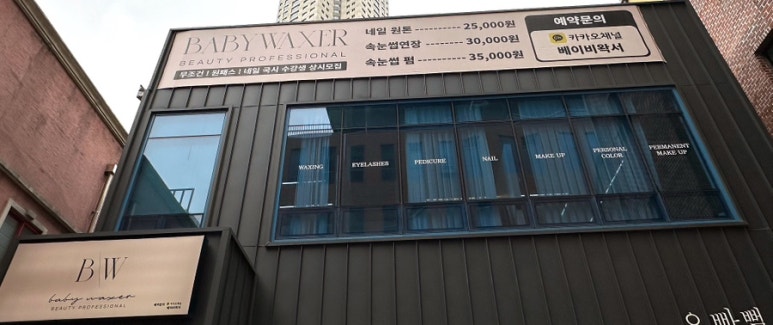 BABYWAXER
BEAUTY PROFESSIONAL
무조건 | 원패스 | 네일 국시 수강생 상시모집
네일 원톤 ---------- 25,000원
속눈썹연장 ---------- 30,000원
속눈썹 펌 ---------- 35,000원
예약문의
카카오채널
베이비왁서
WAXING
EYELASHES
PEDICURE
NAIL
MAKE UP
PERSONAL
COLOR
PERMANENT
MAKE UP
B|W
baby waxer
BEAUTY PROFESSIONAL